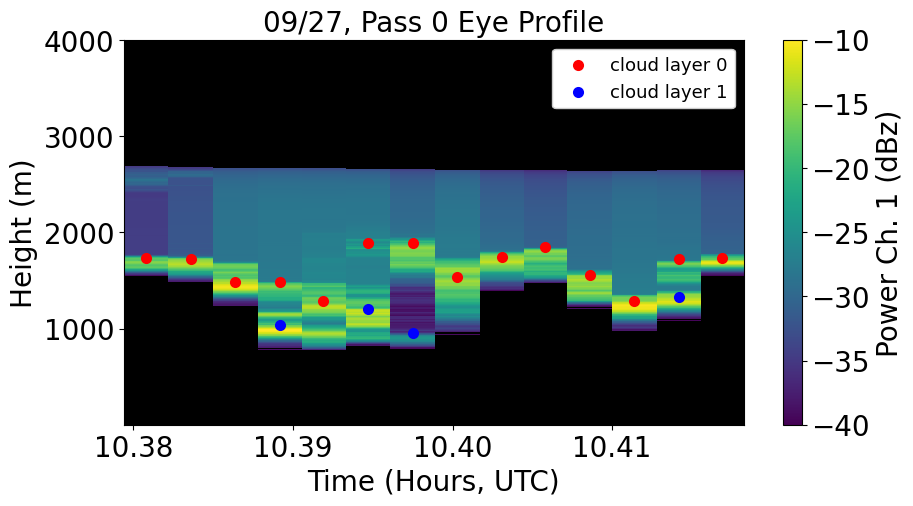 09/27, Pass 0 Eye Profile
cloud layer 0
cloud layer 1
4000
3000
2000
1000
Height (m)
10.38
10.39
10.40
10.41
Time (Hours, UTC)
−10
−15
−20
−25
−30
−35
−40
Power Ch. 1 (dBz)